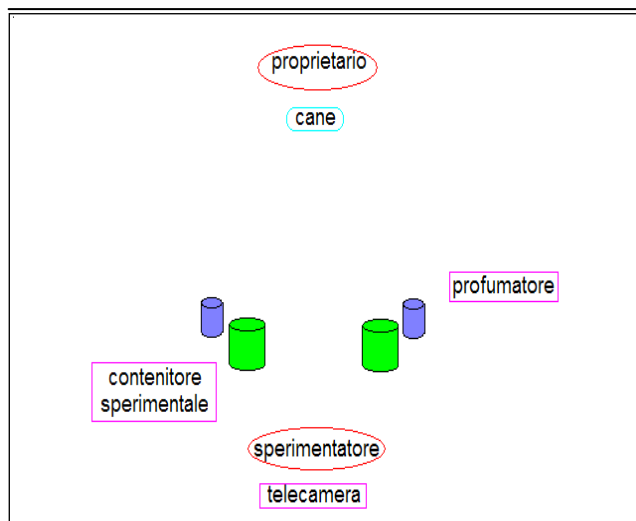 proprietario
cane
profumatore
contenitore
sperimentale
sperimentatore
telecamera